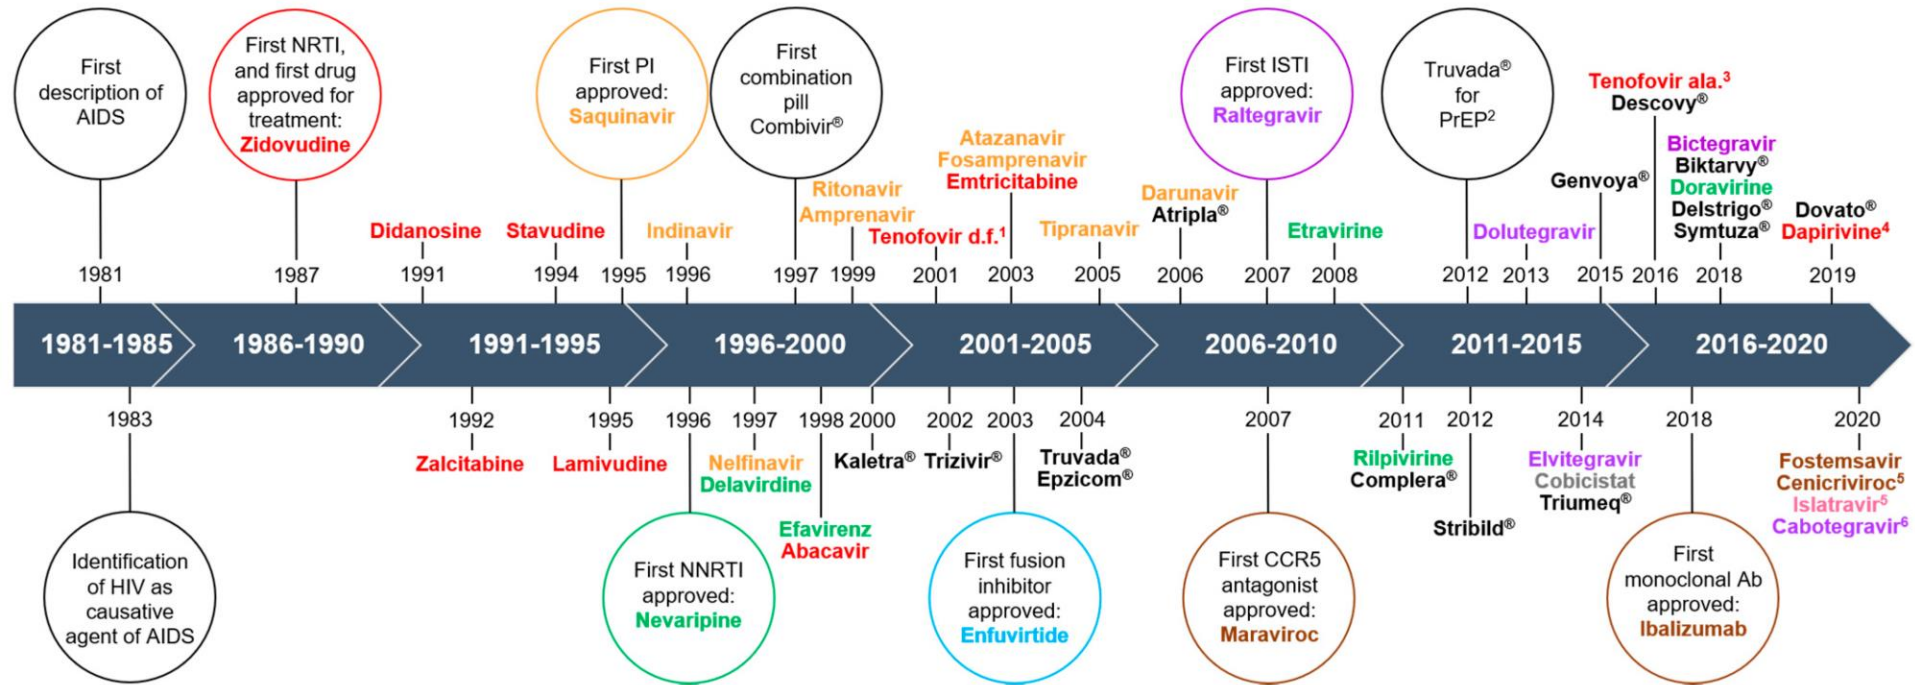 First
description of
AIDS
First NRTI,
and first drug
approved for
treatment:
Zidovudine
First PI
approved:
Saquinavir
First
combination
pill
Combivir®
First ISTI
approved:
Raltegravir
Truvada®
for
PrEP²
Tenofovir ala.³
Descovy®
Atazanavir
Fosamprenavir
Emtricitabine
Ritonavir
Amprenavir
Darunavir
Atripla®
Genvoya®
Bictegravir
Biktarvy®
Doravirine
Delstrigo®
Symtuza®
Didanosine
Stavudine
Indinavir
Tenofovir d.f.¹
Tipranavir
Etravirine
Dolutegravir
Dovato®
Dapirivine⁴
1981
1987
1991
1994
1995
1996
1997
1999
2001
2003
2005
2006
2007
2008
2012
2013
2015
2016
2018
2019
1981-1985
1986-1990
1991-1995
1996-2000
2001-2005
2006-2010
2011-2015
2016-2020
1983
1992
1995
1996
1997
1998
2000
2002
2003
2004
2007
2011
2012
2014
2018
2020
Zalcitabine
Lamivudine
Nelfinavir
Delavirdine
Efavirenz
Abacavir
Kaletra®
Trizivir®
Truvada®
Epzicom®
Rilpivirine
Complera®
Stribild®
Elvitegravir
Cobicistat
Triumeq®
Fostemsavir
Cenicriviroc⁵
Islatravir⁵
Cabotegravir⁶
Identification
of HIV as
causative
agent of AIDS
First NNRTI
approved:
Nevaripine
First fusion
inhibitor
approved:
Enfuvirtide
First CCR5
antagonist
approved:
Maraviroc
First
monoclonal Ab
approved:
Ibalizumab